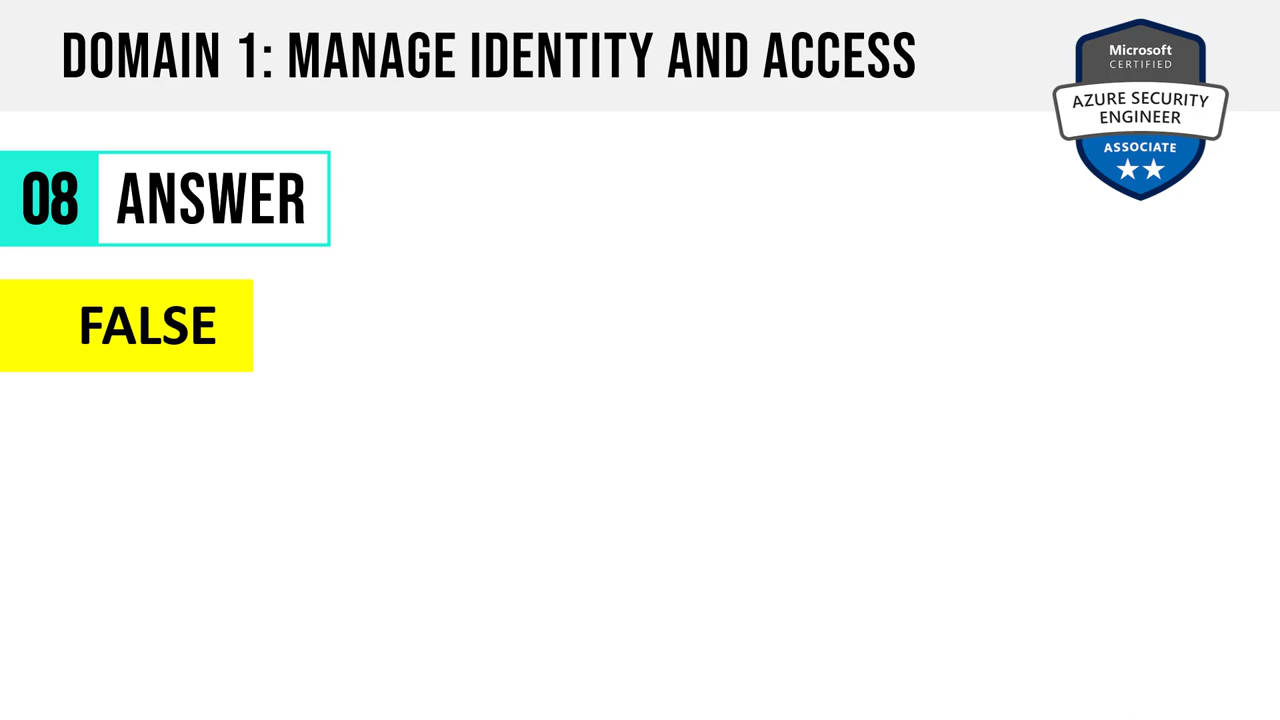 DOMAIN 1: MANAGE IDENTITY AND ACCESS
Microsoft
CERTIFIED
AZURE SECURITY
ENGINEER
ASSOCIATE
08 ANSWER
FALSE